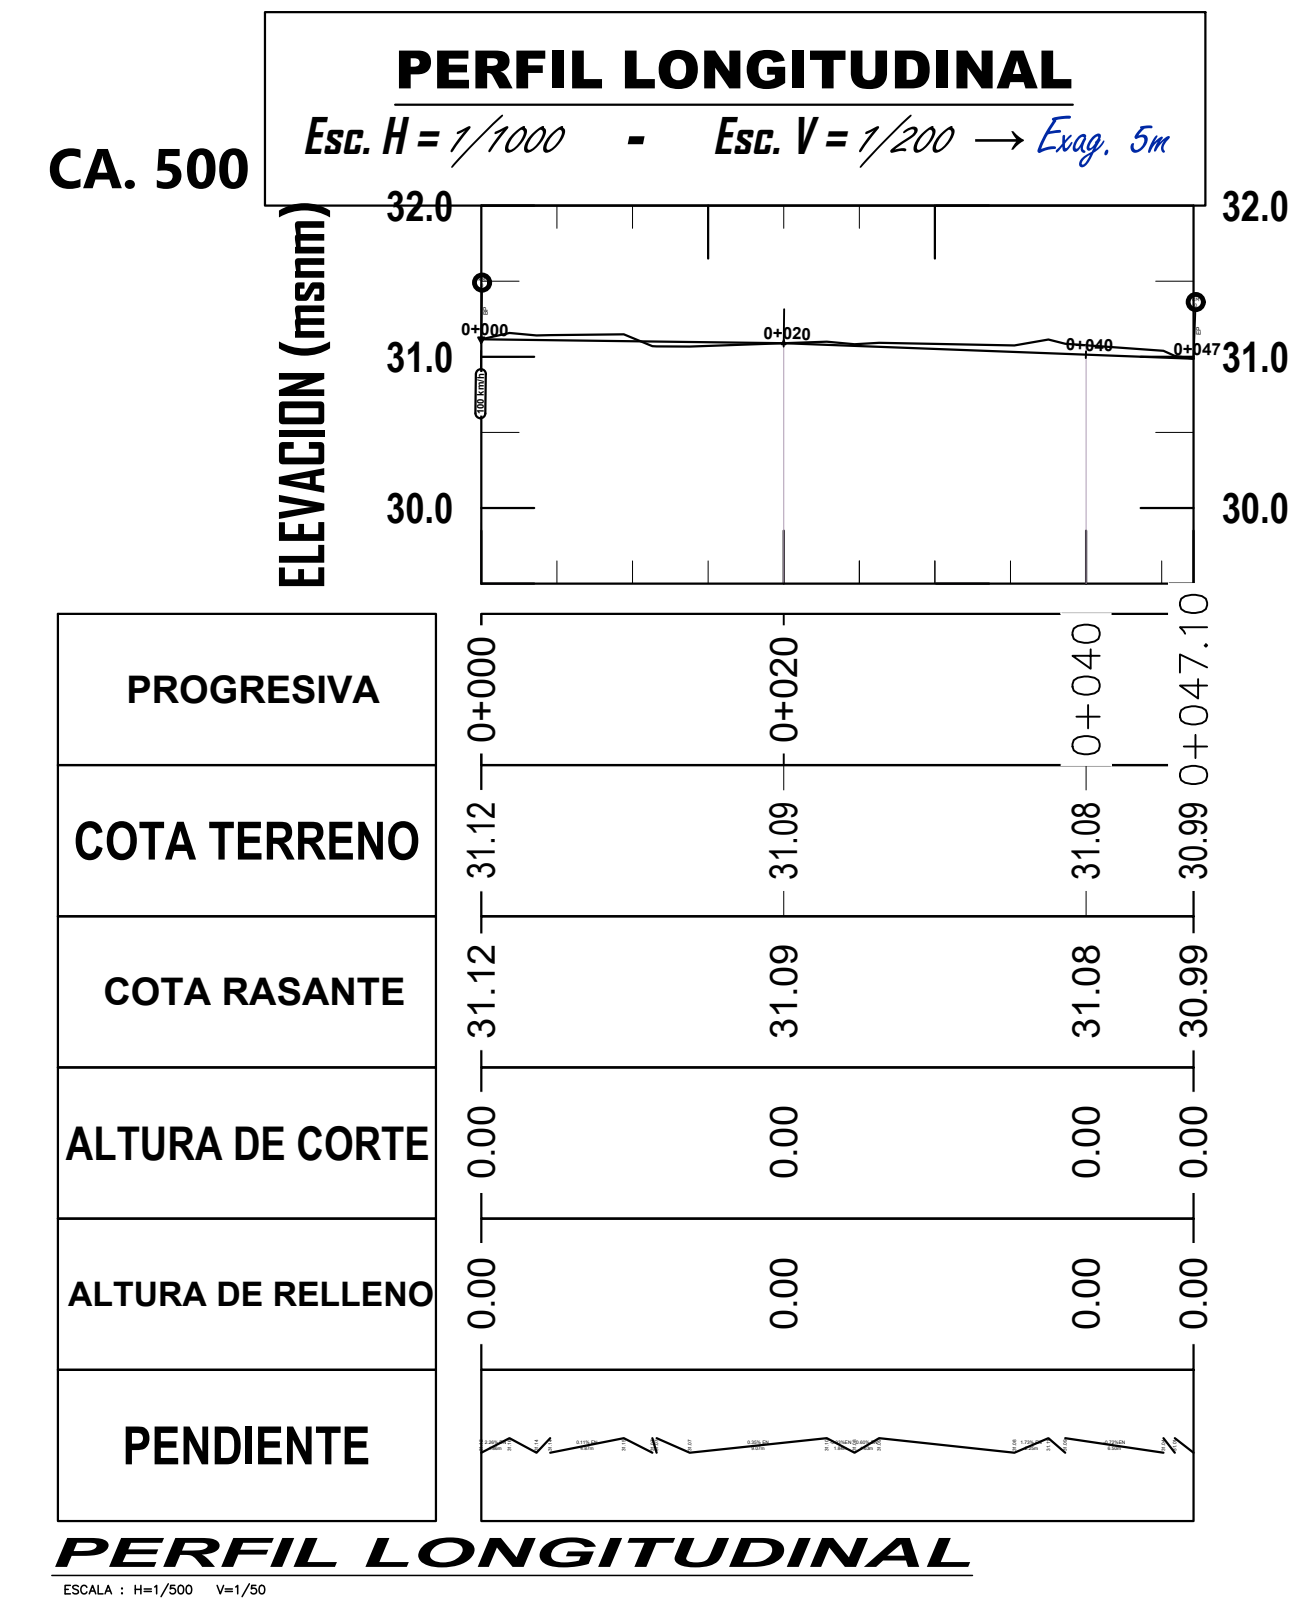 PERFIL LONGITUDINAL
Esc. H = 1/1000 - Esc. V = 1/200 → Exag. 5m
CA. 500
ELEVACION (msnm)
32.0 32.0
31.0 31.0
30.0 30.0
0+000 0+020 0+040 0+047
100 km/h
PROGRESIVA 0+000 0+020 0+040 0+047.10
COTA TERRENO 31.12 31.09 31.08 30.99
COTA RASANTE 31.12 31.09 31.08 30.99
ALTURA DE CORTE 0.00 0.00 0.00 0.00
ALTURA DE RELLENO 0.00 0.00 0.00 0.00
PENDIENTE
PERFIL LONGITUDINAL
ESCALA : H=1/500 V=1/50